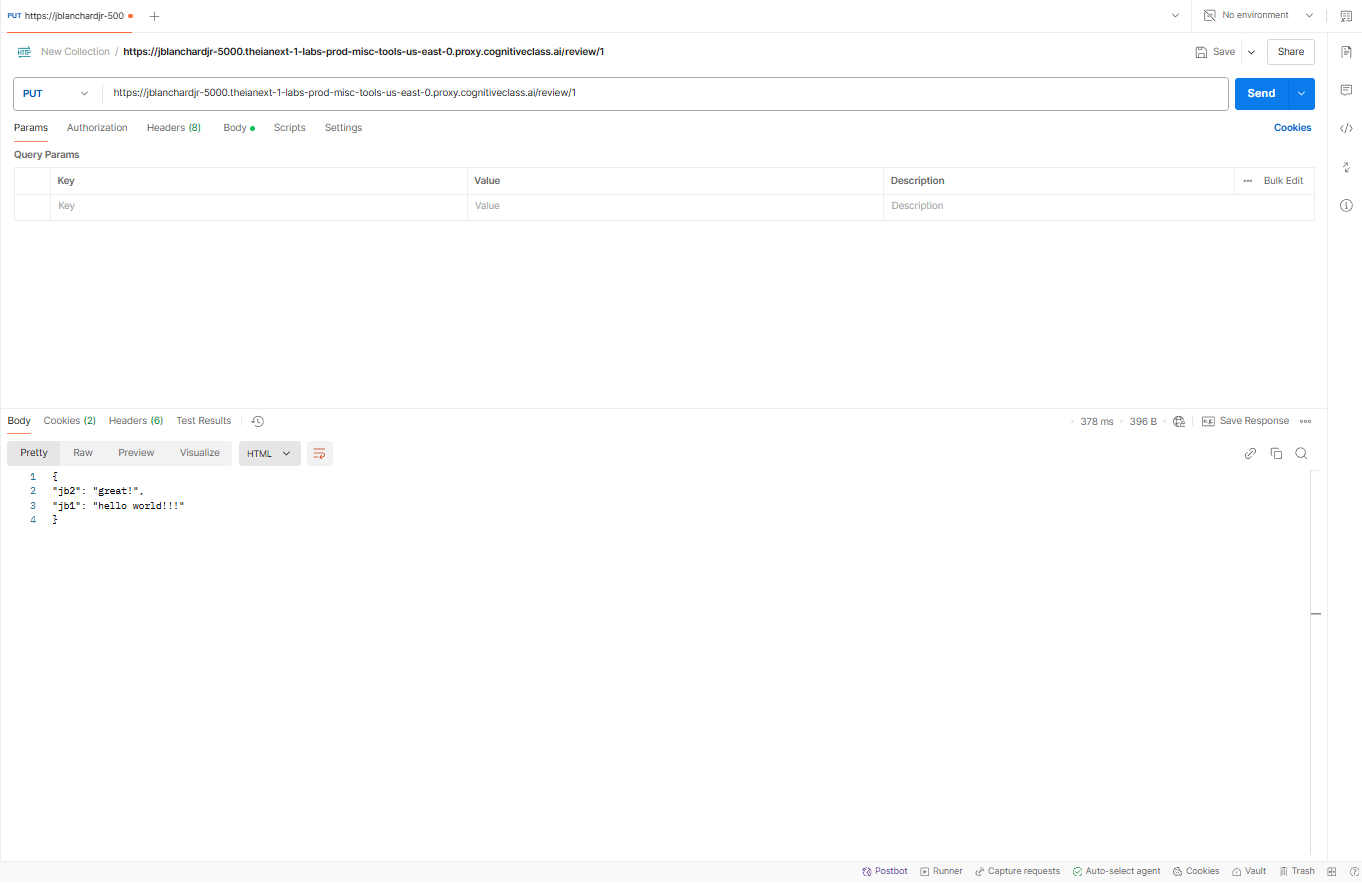 PUT https://jblanchardjr-500
No environment
HTTP New Collection / https://jblanchardjr-5000.theianext-1-labs-prod-misc-tools-us-east-0.proxy.cognitiveclass.ai/review/1
Save
Share
PUT https://jblanchardjr-5000.theianext-1-labs-prod-misc-tools-us-east-0.proxy.cognitiveclass.ai/review/1
Send
Params Authorization Headers (8) Body Scripts Settings
Cookies
Query Params
Key Value Description ••• Bulk Edit
Key Value Description
Body Cookies (2) Headers (6) Test Results
378 ms 396 B
e.g. Save Response
Pretty Raw Preview Visualize HTML
1 {
2 "jb2": "great!",
3 "jb1": "hello world!!!"
4 }
Postbot Runner Capture requests Auto-select agent Cookies Vault Trash